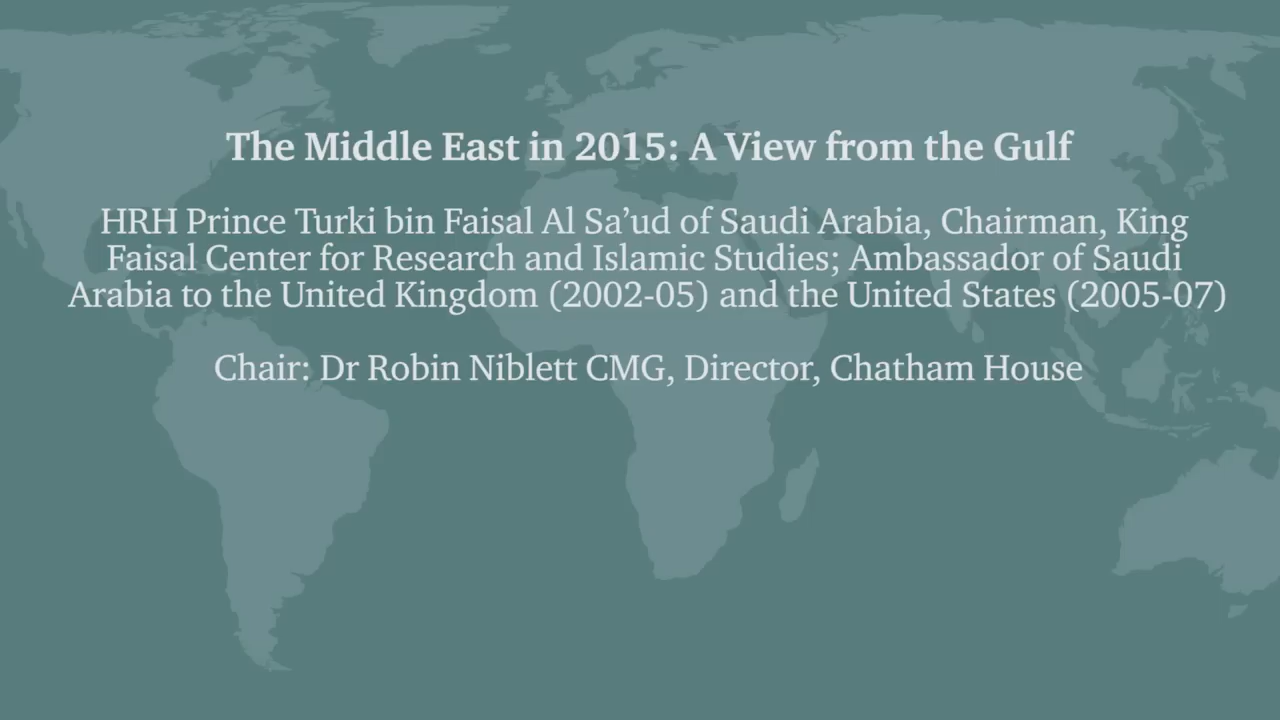 The Middle East in 2015: A View from the Gulf
HRH Prince Turki bin Faisal Al Sa’ud of Saudi Arabia, Chairman, King
Faisal Center for Research and Islamic Studies; Ambassador of Saudi
Arabia to the United Kingdom (2002-05) and the United States (2005-07)
Chair: Dr Robin Niblett CMG, Director, Chatham House